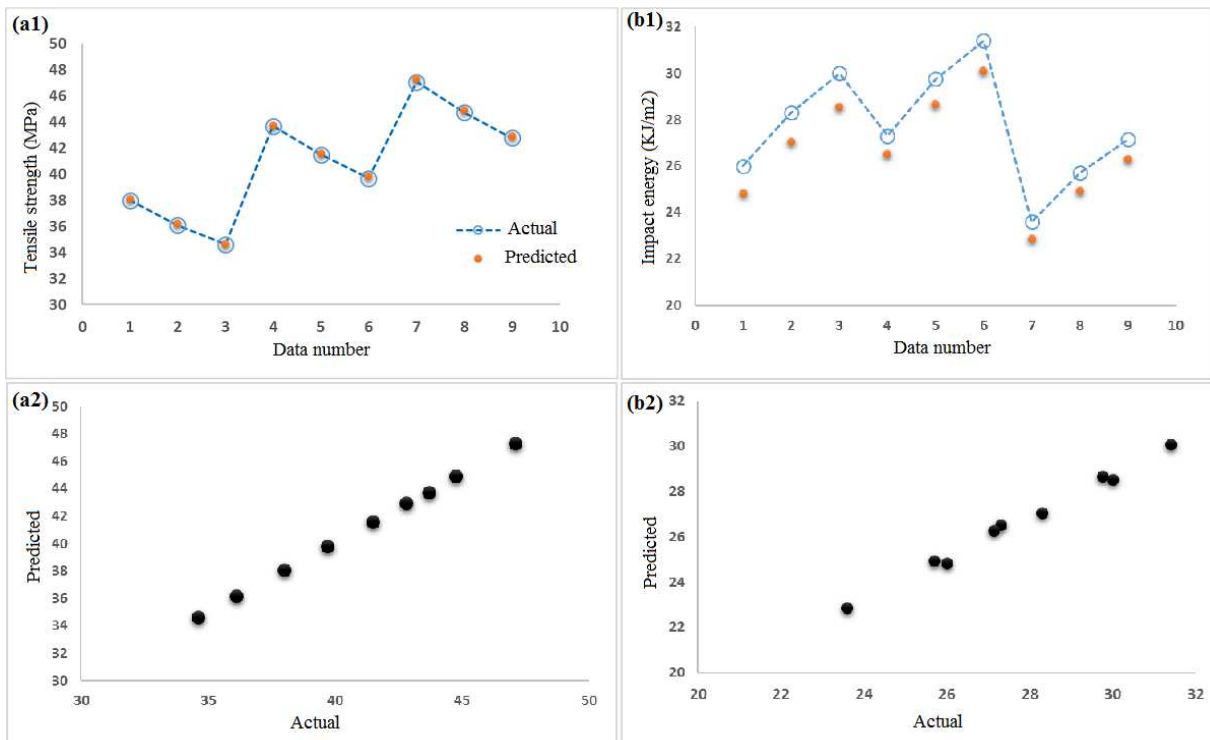 (a1)
Tensile strength (MPa)
50
48
46
44
42
40
38
36
34
32
30
0 1 2 3 4 5 6 7 8 9 10
Data number
Actual
Predicted
(b1)
Impact energy (KJ/m2)
32
30
28
26
24
22
20
0 1 2 3 4 5 6 7 8 9 10
Data number
(a2)
Predicted
50
48
46
44
42
40
38
36
34
32
30
30 35 40 45 50
Actual
(b2)
Predicted
32
30
28
26
24
22
20
20 22 24 26 28 30 32
Actual